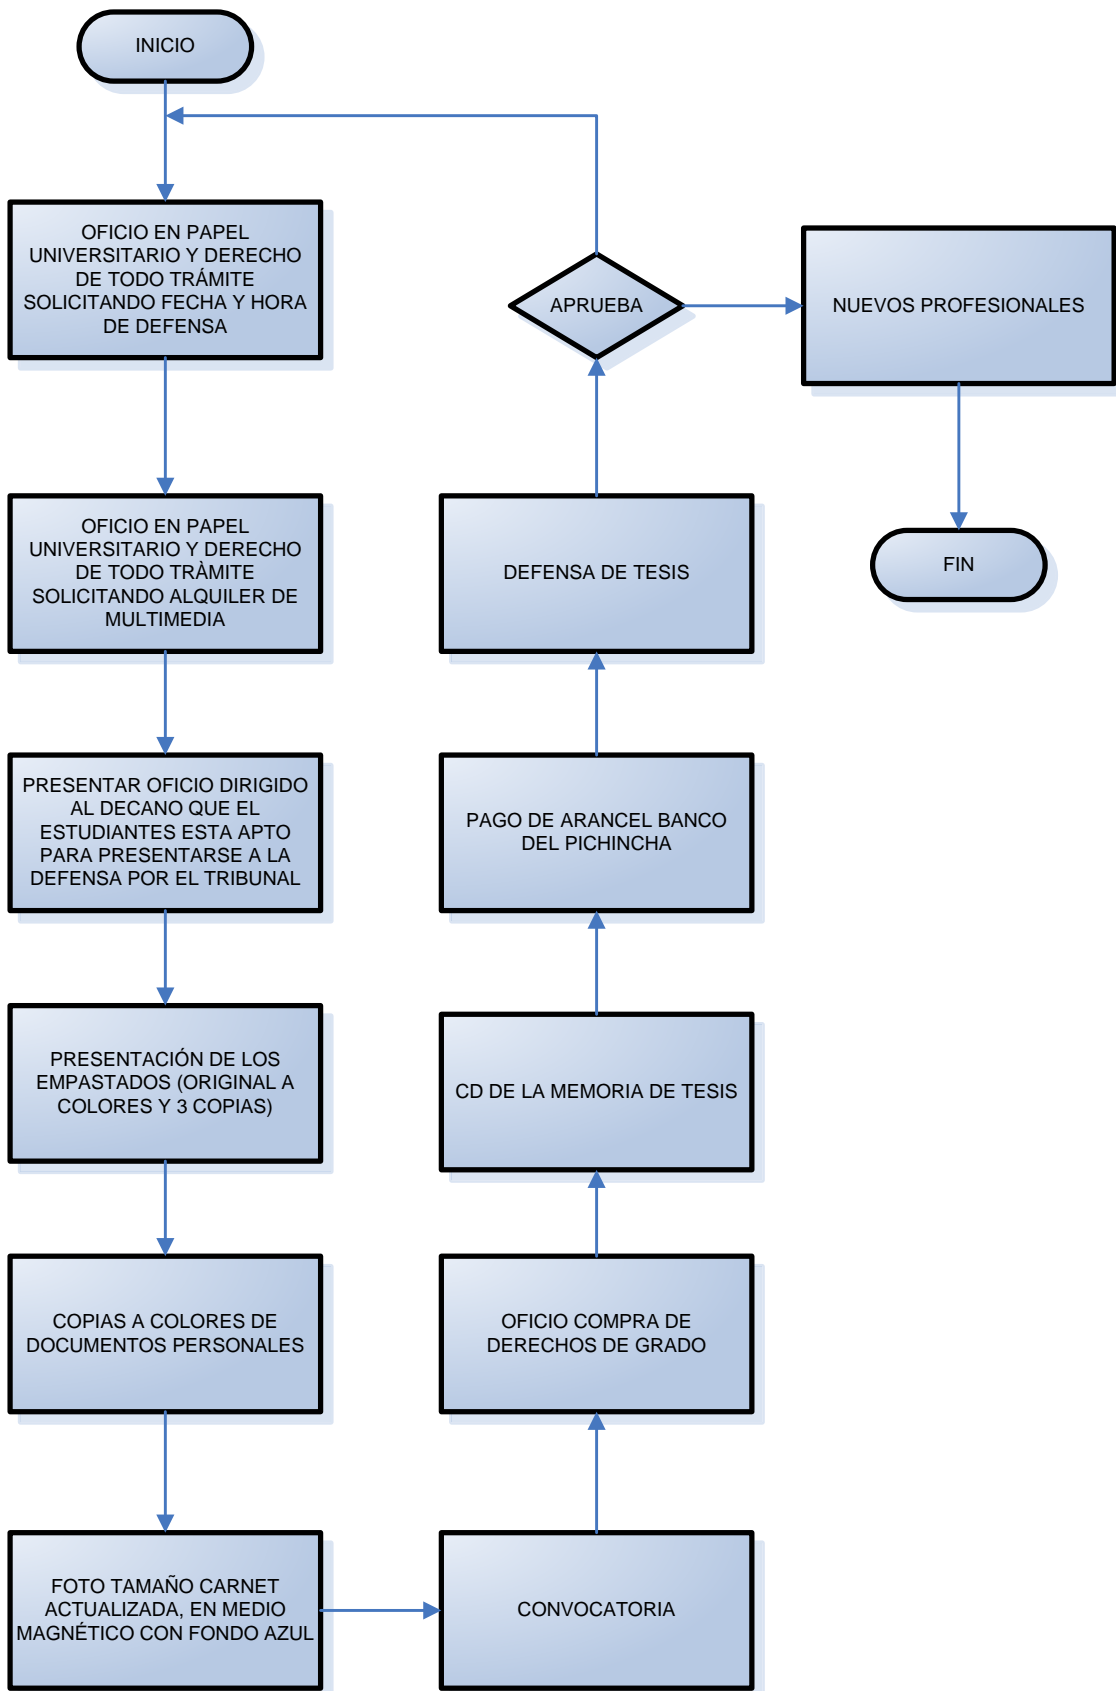 INICIO
OFICIO EN PAPEL
UNIVERSITARIO Y DERECHO
DE TODO TRÁMITE
SOLICITANDO FECHA Y HORA
DE DEFENSA
OFICIO EN PAPEL
UNIVERSITARIO Y DERECHO
DE TODO TRÀMITE
SOLICITANDO ALQUILER DE
MULTIMEDIA
PRESENTAR OFICIO DIRIGIDO
AL DECANO QUE EL
ESTUDIANTES ESTA APTO
PARA PRESENTARSE A LA
DEFENSA POR EL TRIBUNAL
PRESENTACIÓN DE LOS
EMPASTADOS (ORIGINAL A
COLORES Y 3 COPIAS)
COPIAS A COLORES DE
DOCUMENTOS PERSONALES
FOTO TAMAÑO CARNET
ACTUALIZADA, EN MEDIO
MAGNÉTICO CON FONDO AZUL
CONVOCATORIA
OFICIO COMPRA DE
DERECHOS DE GRADO
CD DE LA MEMORIA DE TESIS
PAGO DE ARANCEL BANCO
DEL PICHINCHA
DEFENSA DE TESIS
APRUEBA
NUEVOS PROFESIONALES
FIN